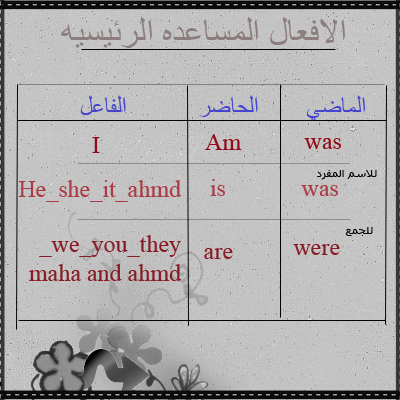 الافعال المساعده الرئيسيه
الماضي الحاضر الفاعل
I Am was
للاسم المفرد
He_she_it_ahmd is was
للجمع
_we_you_they
maha and ahmd are were